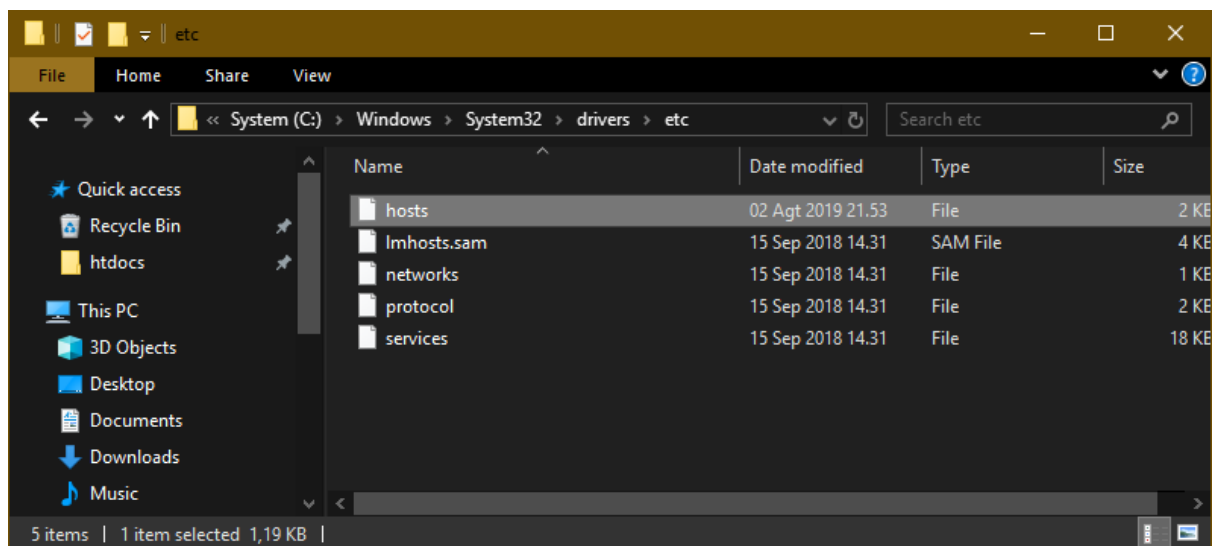 etc
File Home Share View
« System (C:) > Windows > System32 > drivers > etc Search etc
Name Date modified Type Size
Quick access
Recycle Bin
htdocs
This PC
3D Objects
Desktop
Documents
Downloads
Music
hosts 02 Agt 2019 21.53 File 2 KB
lmhosts.sam 15 Sep 2018 14.31 SAM File 4 KB
networks 15 Sep 2018 14.31 File 1 KB
protocol 15 Sep 2018 14.31 File 2 KB
services 15 Sep 2018 14.31 File 18 KB
5 items | 1 item selected 1,19 KB |